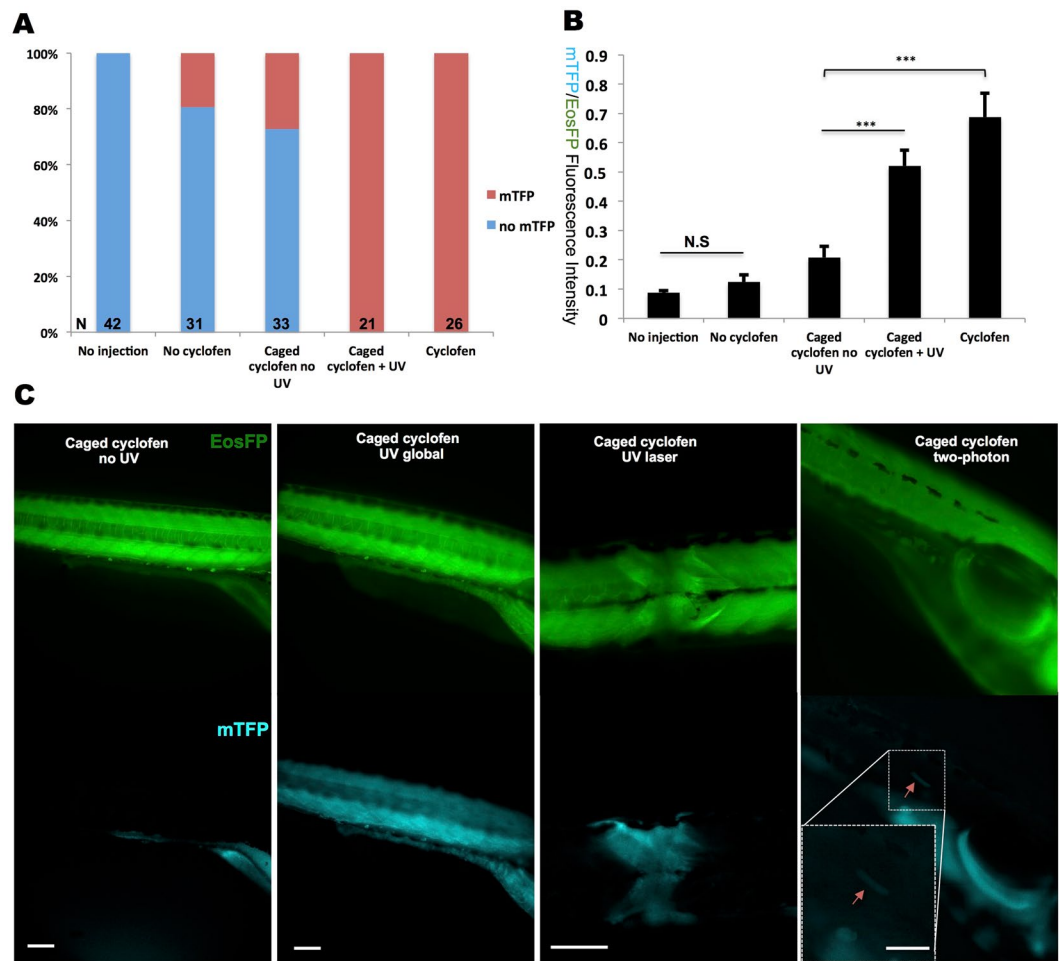 A
100%
80%
60%
40%
20%
0%
mTFP
no mTFP
N
42
31
33
21
26
No injection
No cyclofen
Caged
cyclofen no
UV
Caged
cyclofen + UV
Cyclofen
B
mTFP/EosFP Fluorescence Intensity
0.9
0.8
0.7
0.6
0.5
0.4
0.3
0.2
0.1
0
N.S
***
***
No injection
No cyclofen
Caged
cyclofen no
UV
Caged
cyclofen + UV
Cyclofen
C
Caged cyclofen
no UV
EosFP
Caged cyclofen
UV global
Caged cyclofen
UV laser
Caged cyclofen
two-photon
mTFP